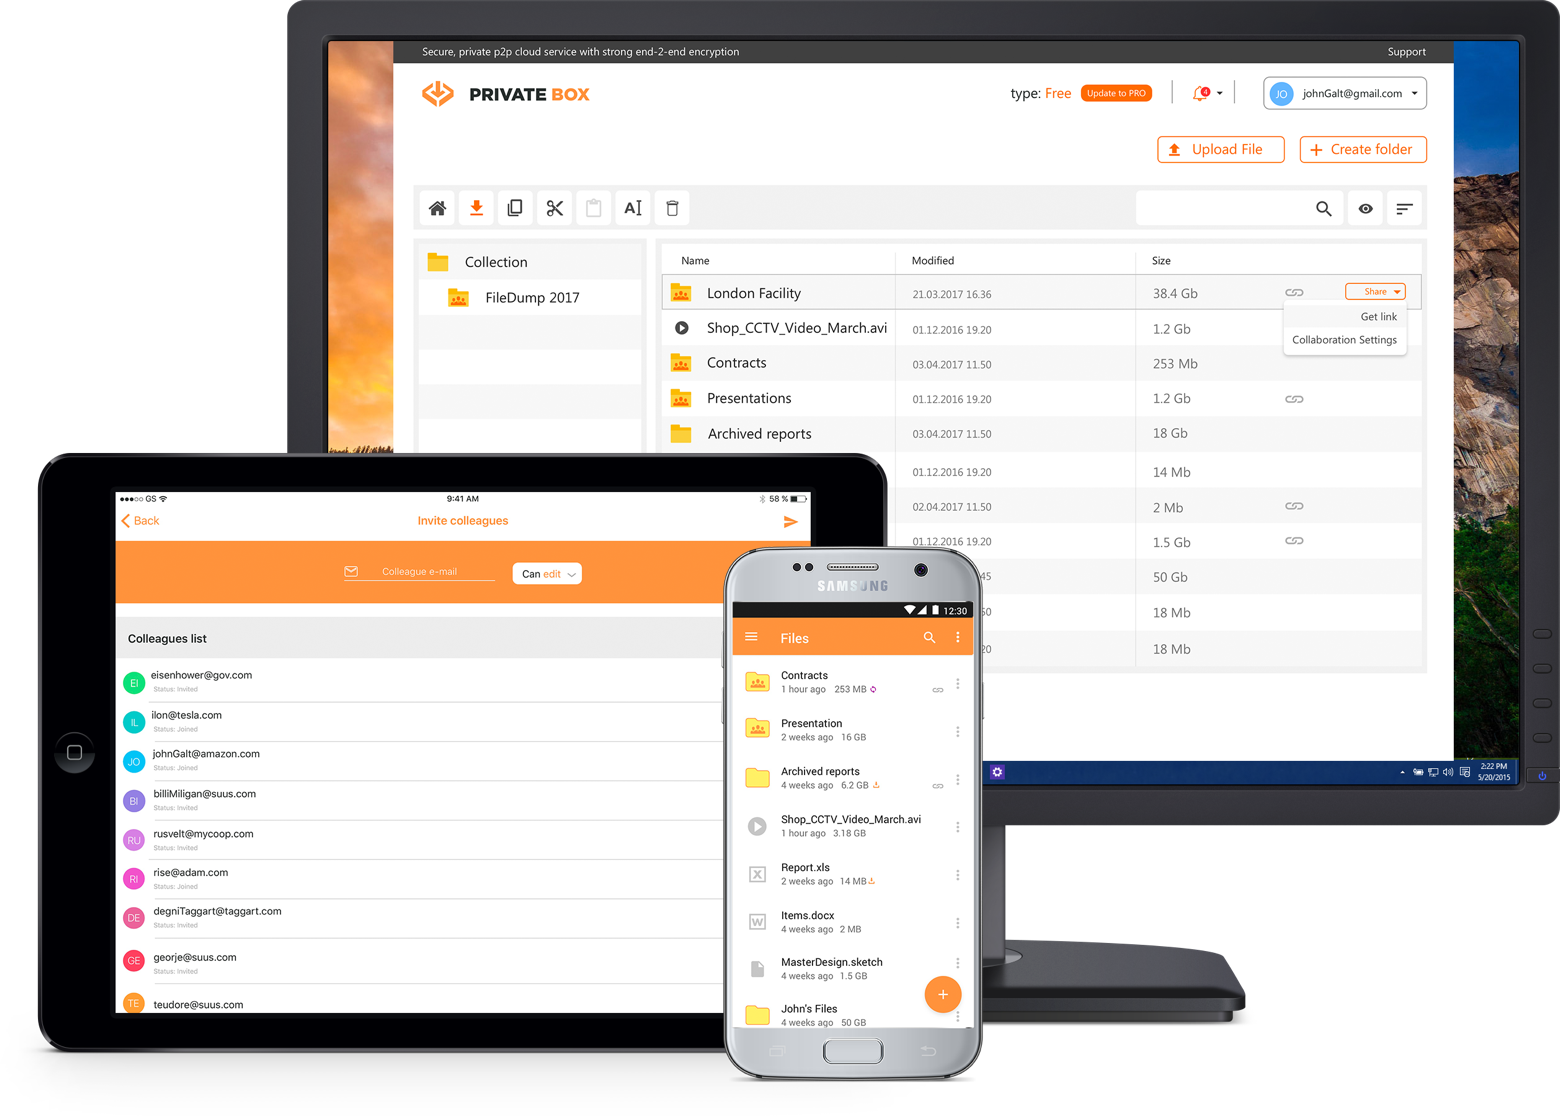 Secure, private p2p cloud service with strong end-2-end encryption
Support
PRIVATE BOX
type: Free
Update to PRO
4
JO
johnGalt@gmail.com
Upload File
Create folder
Collection
FileDump 2017
Name Modified Size
London Facility 21.03.2017 16.36 38.4 Gb Share
Get link
Collaboration Settings
Shop_CCTV_Video_March.avi 01.12.2016 19.20 1.2 Gb
Contracts 03.04.2017 11.50 253 Mb
Presentations 01.12.2016 19.20 1.2 Gb
Archived reports 03.04.2017 11.50 18 Gb
01.12.2016 19.20 14 Mb
02.04.2017 11.50 2 Mb
01.12.2016 19.20 1.5 Gb
45 50 Gb
50 18 Mb
20 18 Mb
2:22 PM
5/20/2015
GS 9:41 AM 58 %
Back
Invite colleagues
Colleague e-mail
Can edit
Colleagues list
EI eisenhower@gov.com
Status: Invited
IL ilon@tesla.com
Status: Joined
JO johnGalt@amazon.com
Status: Joined
BI billiMiligan@suus.com
Status: Invited
RU rusvelt@mycoop.com
Status: Invited
RI rise@adam.com
Status: Joined
DE degniTaggart@taggart.com
Status: Invited
GE georje@suus.com
Status: Invited
TE teudore@suus.com
SAMSUNG
12:30
Files
Contracts
1 hour ago 253 MB
Presentation
2 weeks ago 16 GB
Archived reports
4 weeks ago 6.2 GB
Shop_CCTV_Video_March.avi
1 hour ago 3.18 GB
X Report.xls
2 weeks ago 14 MB
W Items.docx
4 weeks ago 2 MB
MasterDesign.sketch
4 weeks ago 1.5 GB
John's Files
4 weeks ago 50 GB